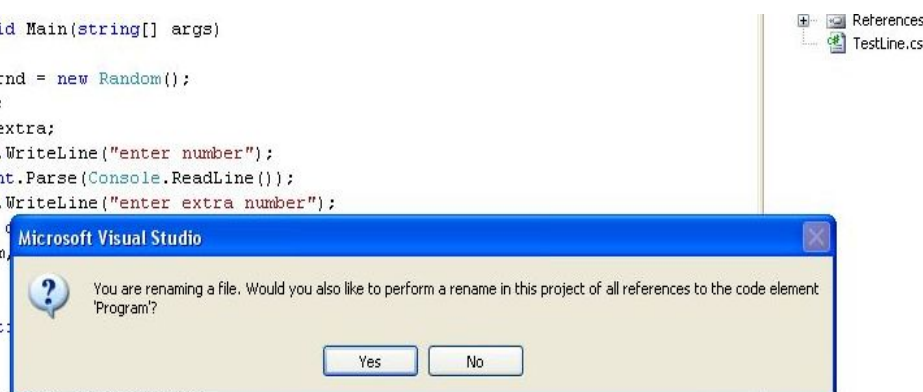 id Main(string[] args)
rnd = new Random();
;
extra;
.WriteLine("enter number");
nt.Parse(Console.ReadLine());
.WriteLine("enter extra number");
References
TestLine.cs
Microsoft Visual Studio
You are renaming a file. Would you also like to perform a rename in this project of all references to the code element
'Program'?
Yes
No